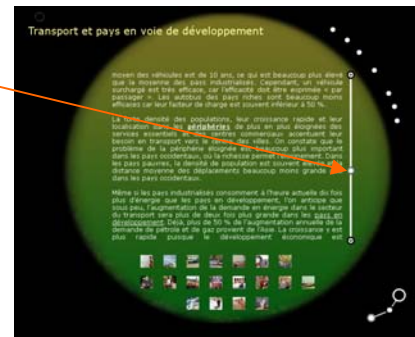 Transport et pays en voie de développement
moyen des véhicules est de 10 ans, ce qui est beaucoup plus élevé
que la moyenne des pays industrialisés. Cependant, un véhicule
surchargé est très efficace, car l'efficacité doit être exprimée « par
passager ». Les autobus des pays riches sont beaucoup moins
efficaces car leur facteur de charge est souvent inférieur à 50 %.
La forte densité des populations, leur croissance rapide et leur
localisation dans les périphéries de plus en plus éloignées des
services essentiels et des centres commerciaux accentuent leur
besoin en transport vers le centre des villes. On constate que le
problème de la périphérie éloignée est beaucoup plus important
dans les pays occidentaux, où la richesse permet l'éloignement. Dans
les pays pauvres, la densité de population est souvent élevée et la
distance moyenne des déplacements beaucoup moins grande que
dans les pays occidentaux.
Même si les pays industrialisés consomment à l'heure actuelle dix fois
plus d'énergie que les pays en développement, l'on anticipe que
sous peu, l'augmentation de la demande en énergie dans le secteur
du transport sera plus de deux fois plus grande dans les pays en
développement. Déjà, plus de 50 % de l'augmentation annuelle de la
demande de pétrole et de gaz provient de l'Asie. La croissance y est
plus rapide puisque le développement économique est